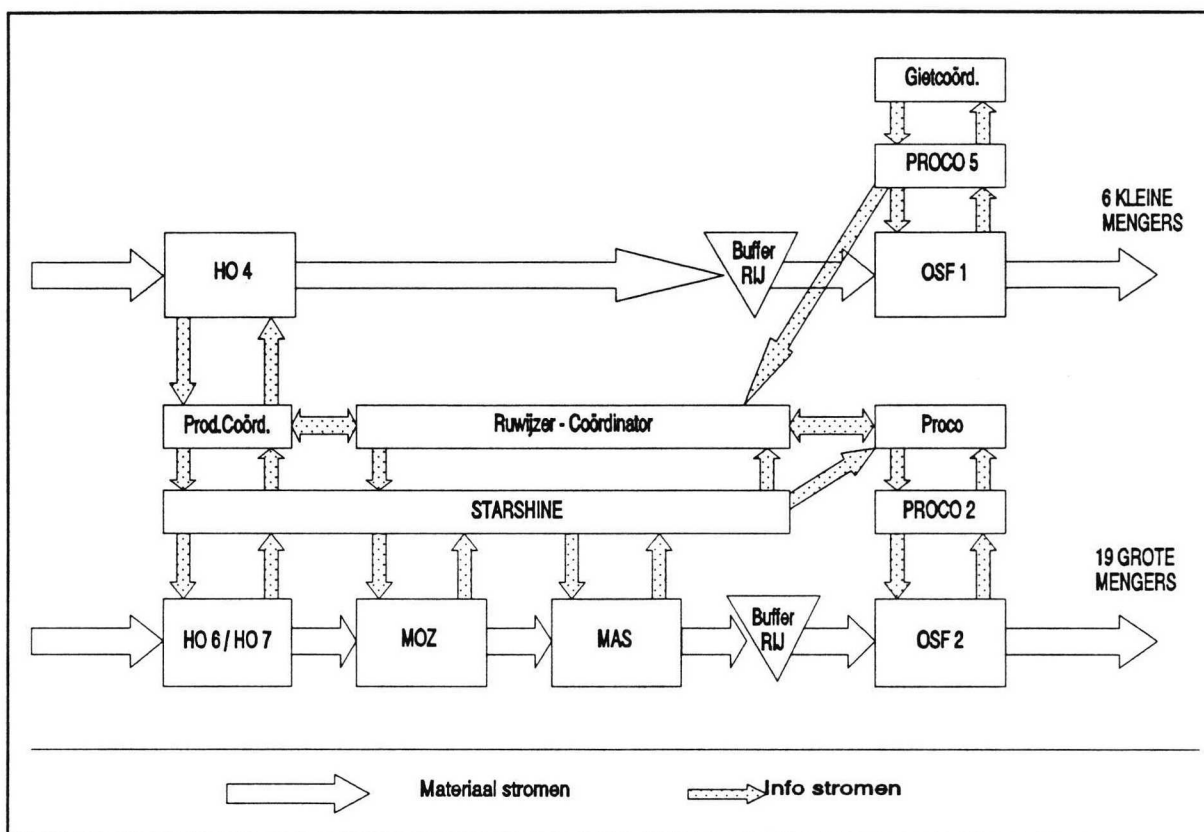 Gietcoörd.
PROCO 5
6 KLEINE
MENGERS
HO 4
Buffer
RIJ
OSF 1
Prod.Coörd.
Ruwijzer - Coördinator
Proco
STARSHINE
PROCO 2
19 GROTE
MENGERS
HO 6 / HO 7
MOZ
MAS
Buffer
RIJ
OSF 2
Materiaal stromen
Info stromen